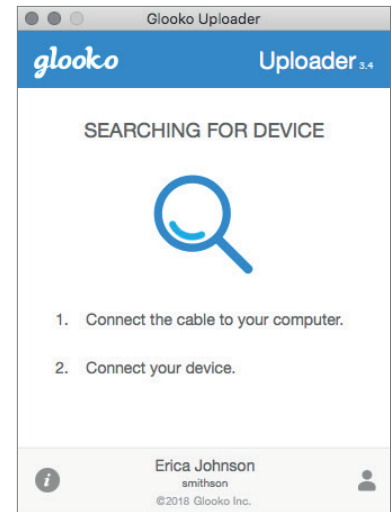 Glooko Uploader
glooko Uploader 3.4
SEARCHING FOR DEVICE
1. Connect the cable to your computer.
2. Connect your device.
Erica Johnson
smithson
©2018 Glooko Inc.